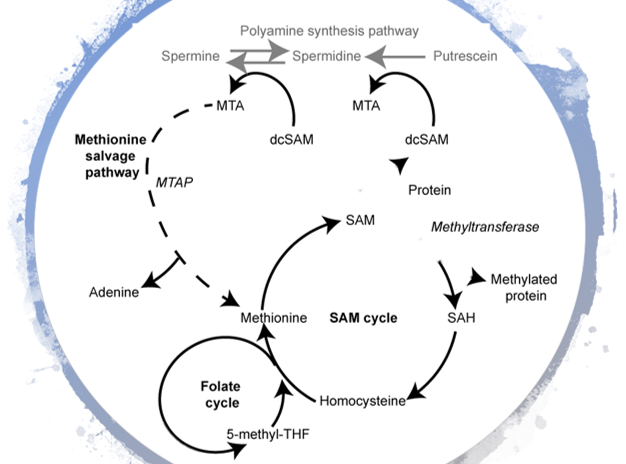 Polyamine synthesis pathway
Spermine
Spermidine
Putrescein
MTA
MTA
dcSAM
dcSAM
Methionine
salvage
pathway
MTAP
Protein
SAM
Methyltransferase
Adenine
Methylated
protein
Methionine
SAM cycle
SAH
Folate
cycle
Homocysteine
5-methyl-THF